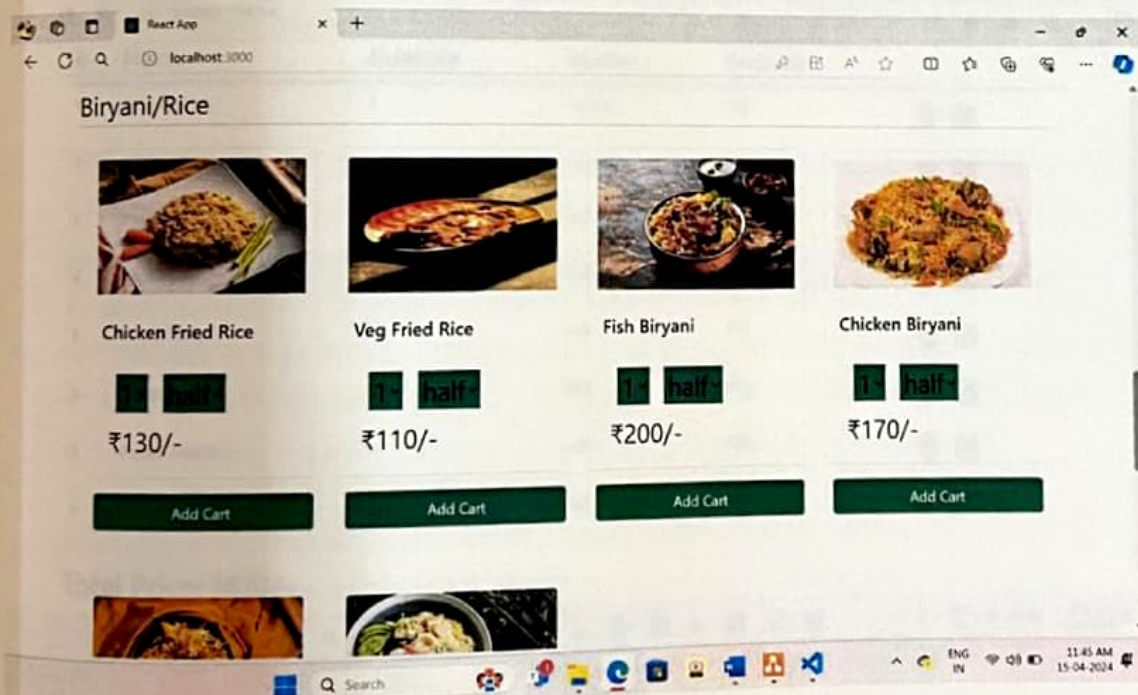 React App
localhost:3000
Biryani/Rice
Chicken Fried Rice
Veg Fried Rice
Fish Biryani
Chicken Biryani
1 half
1 half
1 half
1 half
₹130/-
₹110/-
₹200/-
₹170/-
Add Cart
Add Cart
Add Cart
Add Cart
Search
ENG
IN
11:45 AM
15-04-2024